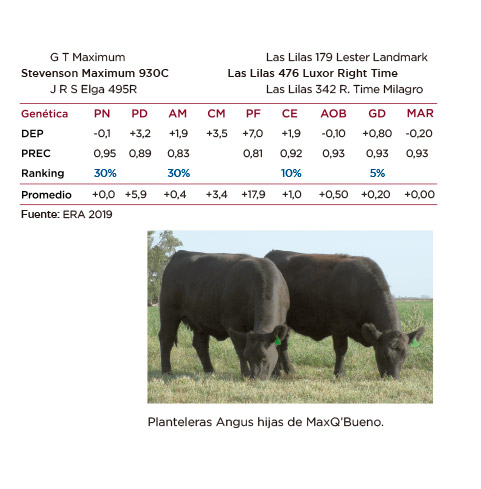 G T Maximum Las Lilas 179 Lester Landmark
Stevenson Maximum 930C Las Lilas 476 Luxor Right Time
J R S Elga 495R Las Lilas 342 R. Time Milagro
Genética PN PD AM CM PF CE AOB GD MAR
DEP -0,1 +3,2 +1,9 +3,5 +7,0 +1,9 -0,10 +0,80 -0,20
PREC 0,95 0,89 0,83 0,81 0,92 0,93 0,93 0,93
Ranking 30% 30% 10% 5%
Promedio +0,0 +5,9 +0,4 +3,4 +17,9 +1,0 +0,50 +0,20 +0,00
Fuente: ERA 2019
Planteleras Angus hijas de MaxQ'Bueno.